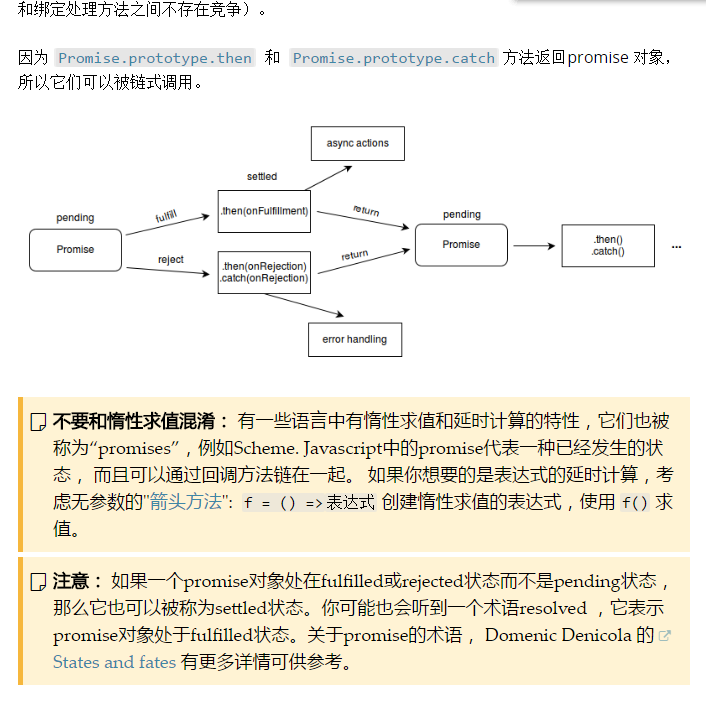 和绑定处理方法之间不存在竞争）。
因为 Promise.prototype.then 和 Promise.prototype.catch 方法返回promise 对象，
所以它们可以被链式调用。
async actions
settled
pending
fulfill
.then(onFulfillment)
return
pending
Promise
reject
.then(onRejection)
.catch(onRejection)
return
Promise
.then()
.catch()
...
error handling
不要和惰性求值混淆： 有一些语言中有惰性求值和延时计算的特性，它们也被
称为“promises”，例如Scheme. Javascript中的promise代表一种已经发生的状
态， 而且可以通过回调方法链在一起。 如果你想要的是表达式的延时计算，考
虑无参数的"箭头方法": f = () =>表达式 创建惰性求值的表达式，使用 f() 求
值。
注意： 如果一个promise对象处在fulfilled或rejected状态而不是pending状态，
那么它也可以被称为settled状态。你可能也会听到一个术语resolved ，它表示
promise对象处于fulfilled状态。关于promise的术语， Domenic Denicola 的
States and fates 有更多详情可供参考。